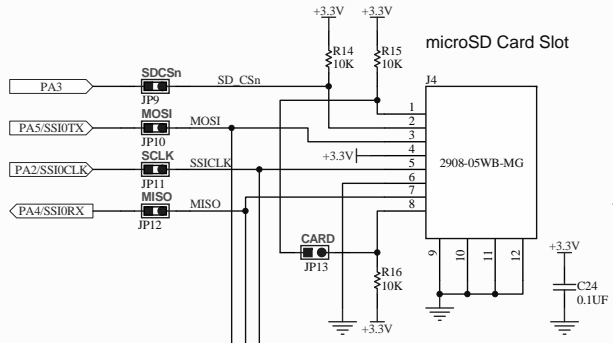 +3.3V
+3.3V
R14
10K
R15
10K
microSD Card Slot
J4
PA3
SDCSn
JP9
SD_CSn
PA5/SSI0TX
MOSI
JP10
MOSI
PA2/SSI0CLK
SCLK
JP11
SSICLK
PA4/SSI0RX
MISO
JP12
MISO
+3.3V
1
2
3
4
5
6
7
8
2908-05WB-MG
9
10
11
12
CARD
JP13
R16
10K
+3.3V
+3.3V
C24
0.1UF